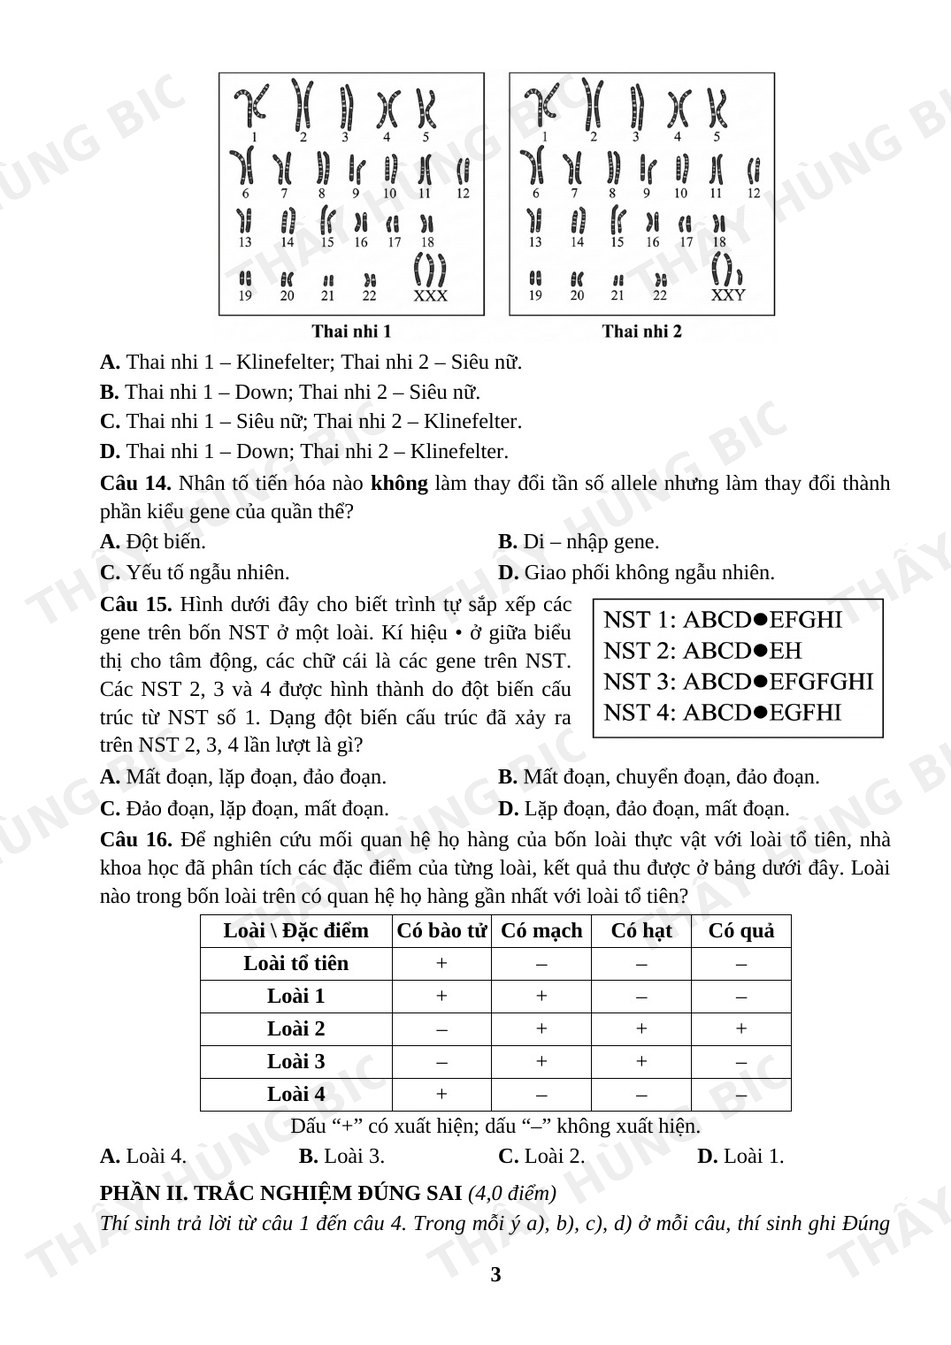 1 2 3 4 5
6 7 8 9 10 11 12
13 14 15 16 17 18
19 20 21 22 XXX
Thai nhi 1
1 2 3 4 5
6 7 8 9 10 11 12
13 14 15 16 17 18
19 20 21 22 XXY
Thai nhi 2
A. Thai nhi 1 – Klinefelter; Thai nhi 2 – Siêu nữ.
B. Thai nhi 1 – Down; Thai nhi 2 – Siêu nữ.
C. Thai nhi 1 – Siêu nữ; Thai nhi 2 – Klinefelter.
D. Thai nhi 1 – Down; Thai nhi 2 – Klinefelter.
Câu 14. Nhân tố tiến hóa nào không làm thay đổi tần số allele nhưng làm thay đổi thành
phần kiểu gene của quần thể?
A. Đột biến. B. Di – nhập gene.
C. Yếu tố ngẫu nhiên. D. Giao phối không ngẫu nhiên.
Câu 15. Hình dưới đây cho biết trình tự sắp xếp các
gene trên bốn NST ở một loài. Kí hiệu • ở giữa biểu
thị cho tâm động, các chữ cái là các gene trên NST.
Các NST 2, 3 và 4 được hình thành do đột biến cấu
trúc từ NST số 1. Dạng đột biến cấu trúc đã xảy ra
trên NST 2, 3, 4 lần lượt là gì?
NST 1: ABCD●EFGHI
NST 2: ABCD●EH
NST 3: ABCD●EFGFGHI
NST 4: ABCD●EGFHI
A. Mất đoạn, lặp đoạn, đảo đoạn. B. Mất đoạn, chuyển đoạn, đảo đoạn.
C. Đảo đoạn, lặp đoạn, mất đoạn. D. Lặp đoạn, đảo đoạn, mất đoạn.
Câu 16. Để nghiên cứu mối quan hệ họ hàng của bốn loài thực vật với loài tổ tiên, nhà
khoa học đã phân tích các đặc điểm của từng loài, kết quả thu được ở bảng dưới đây. Loài
nào trong bốn loài trên có quan hệ họ hàng gần nhất với loài tổ tiên?
Loài \ Đặc điểm Có bào tử Có mạch Có hạt Có quả
Loài tổ tiên + – – –
Loài 1 + + – –
Loài 2 – + + +
Loài 3 – + + –
Loài 4 + – – –
Dấu “+” có xuất hiện; dấu “–” không xuất hiện.
A. Loài 4. B. Loài 3. C. Loài 2. D. Loài 1.
PHẦN II. TRẮC NGHIỆM ĐÚNG SAI (4,0 điểm)
Thí sinh trả lời từ câu 1 đến câu 4. Trong mỗi ý a), b), c), d) ở mỗi câu, thí sinh ghi Đúng
3
THẦY HÙNG BIC